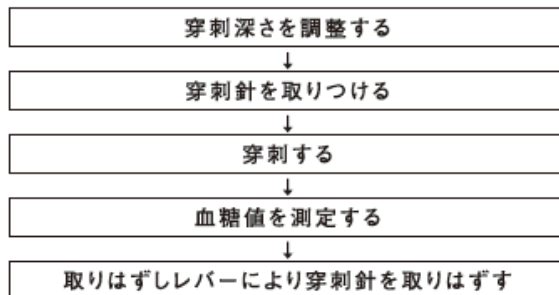 穿刺深さを調整する
↓
穿刺針を取りつける
↓
穿刺する
↓
血糖値を測定する
↓
取りはずしレバーにより穿刺針を取りはずす